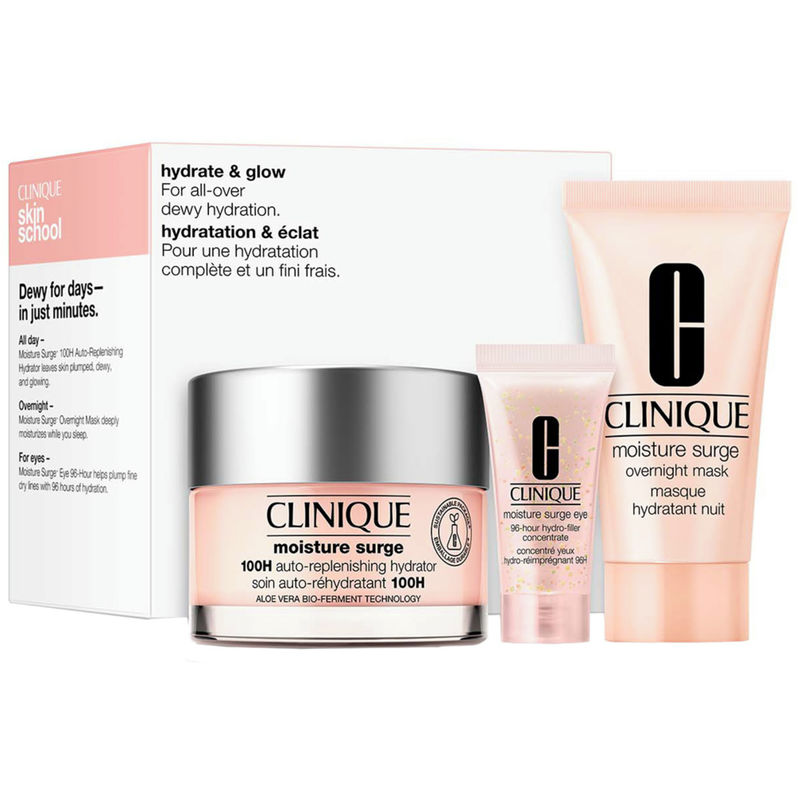 CLINIQUE
skin
school
Dewy for days—
in just minutes.
All day –
Moisture Surge™ 100H Auto-Replenishing
Hydrator leaves skin plumped, dewy,
and glowing.
Overnight –
Moisture Surge™ Overnight Mask deeply
moisturizes while you sleep.
For eyes –
Moisture Surge™ Eye 96-Hour helps plump fine
dry lines with 96 hours of hydration.
hydrate & glow
For all-over
dewy hydration.
hydratation & éclat
Pour une hydratation
complète et un fini frais.
CLINIQUE
moisture surge
100H auto-replenishing hydrator
soin auto-réhydratant 100H
ALOE VERA BIO-FERMENT TECHNOLOGY
SUSTAINABLE PACKAGING
EMBALLAGE DURABLE
C
CLINIQUE
moisture surge eye
96-hour hydro-filler
concentrate
concentré yeux
hydro-réimprégnant 96H
C
CLINIQUE
moisture surge
overnight mask
masque
hydratant nuit